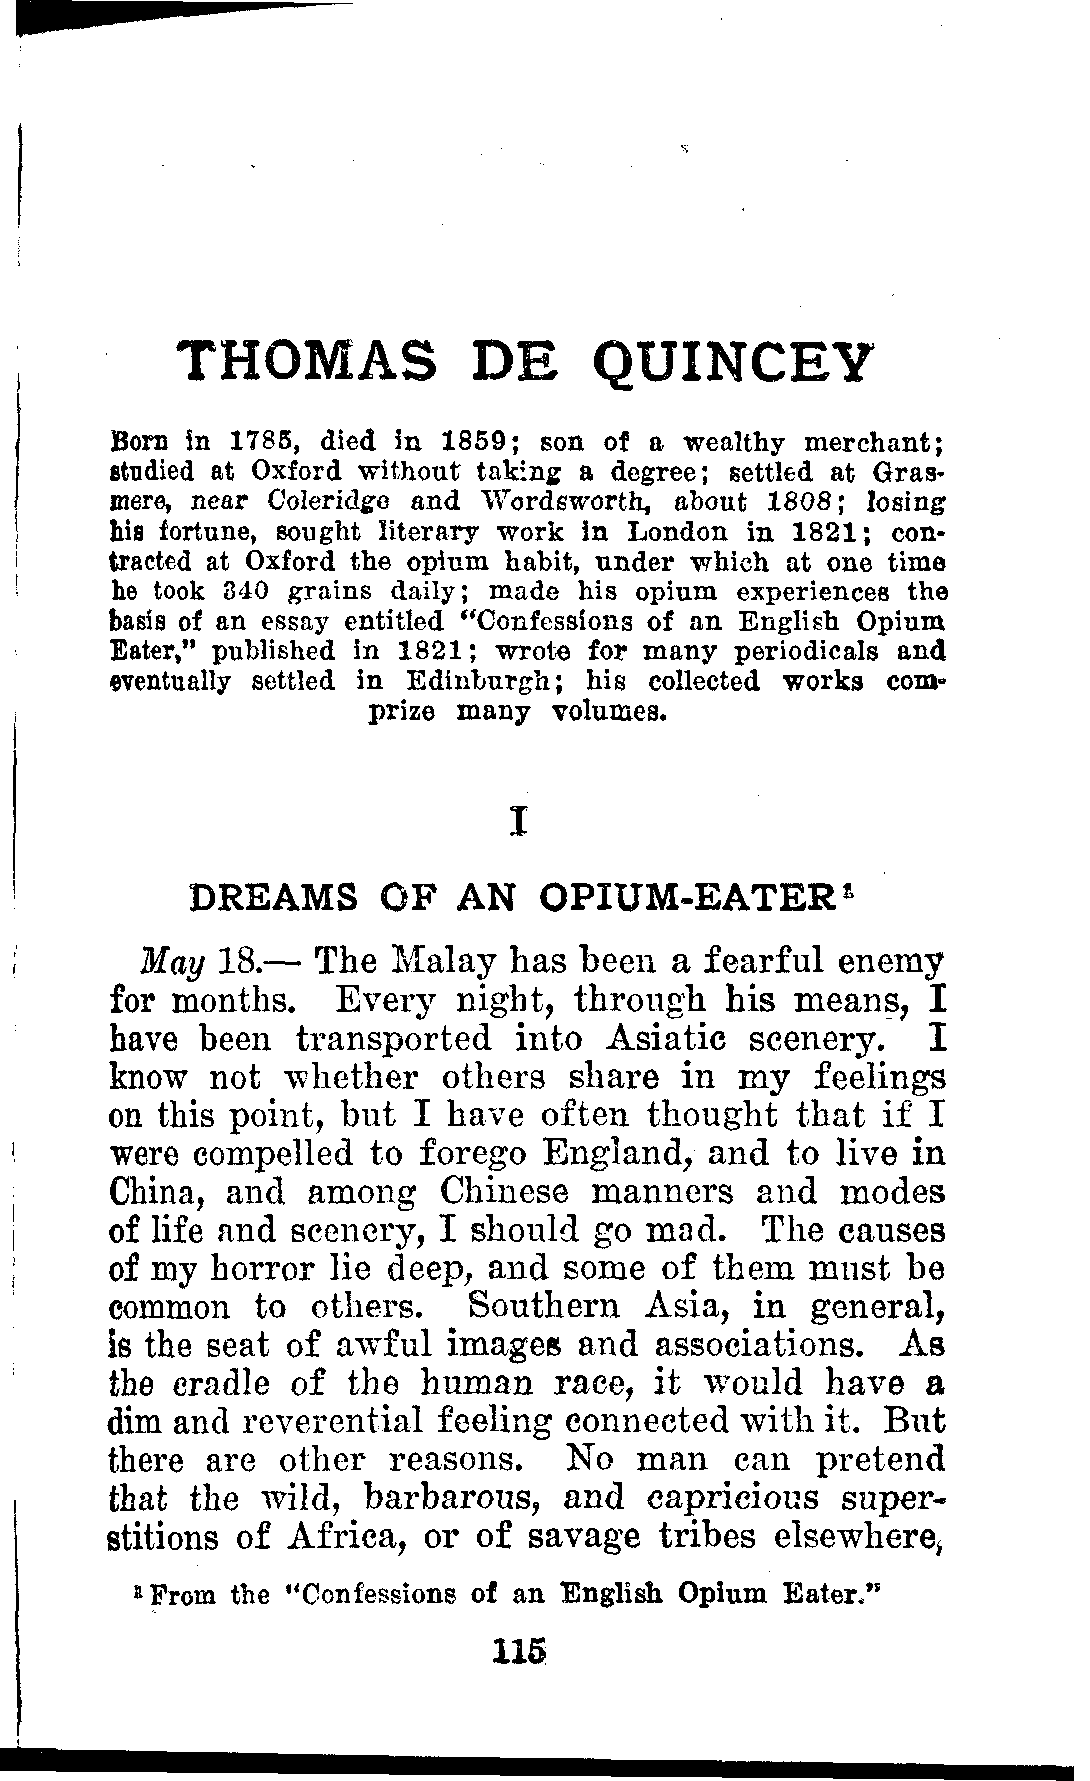 THOMAS DE QUINCEY
Born in 1785, died in 1859; son of a wealthy merchant;
studied at Oxford without taking a degree; settled at Gras-
mere, near Coleridge and Wordsworth, about 1808; losing
his fortune, sought literary work in London in 1821; con-
tracted at Oxford the opium habit, under which at one time
he took 340 grains daily; made his opium experiences the
basis of an essay entitled "Confessions of an English Opium
Eater," published in 1821; wrote for many periodicals and
eventually settled in Edinburgh; his collected works com-
prize many volumes.
I
DREAMS OF AN OPIUM-EATER¹
May 18.— The Malay has been a fearful enemy
for months. Every night, through his means, I
have been transported into Asiatic scenery. I
know not whether others share in my feelings
on this point, but I have often thought that if I
were compelled to forego England, and to live in
China, and among Chinese manners and modes
of life and scenery, I should go mad. The causes
of my horror lie deep, and some of them must be
common to others. Southern Asia, in general,
is the seat of awful images and associations. As
the cradle of the human race, it would have a
dim and reverential feeling connected with it. But
there are other reasons. No man can pretend
that the wild, barbarous, and capricious super-
stitions of Africa, or of savage tribes elsewhere,
¹ From the "Confessions of an English Opium Eater."
115